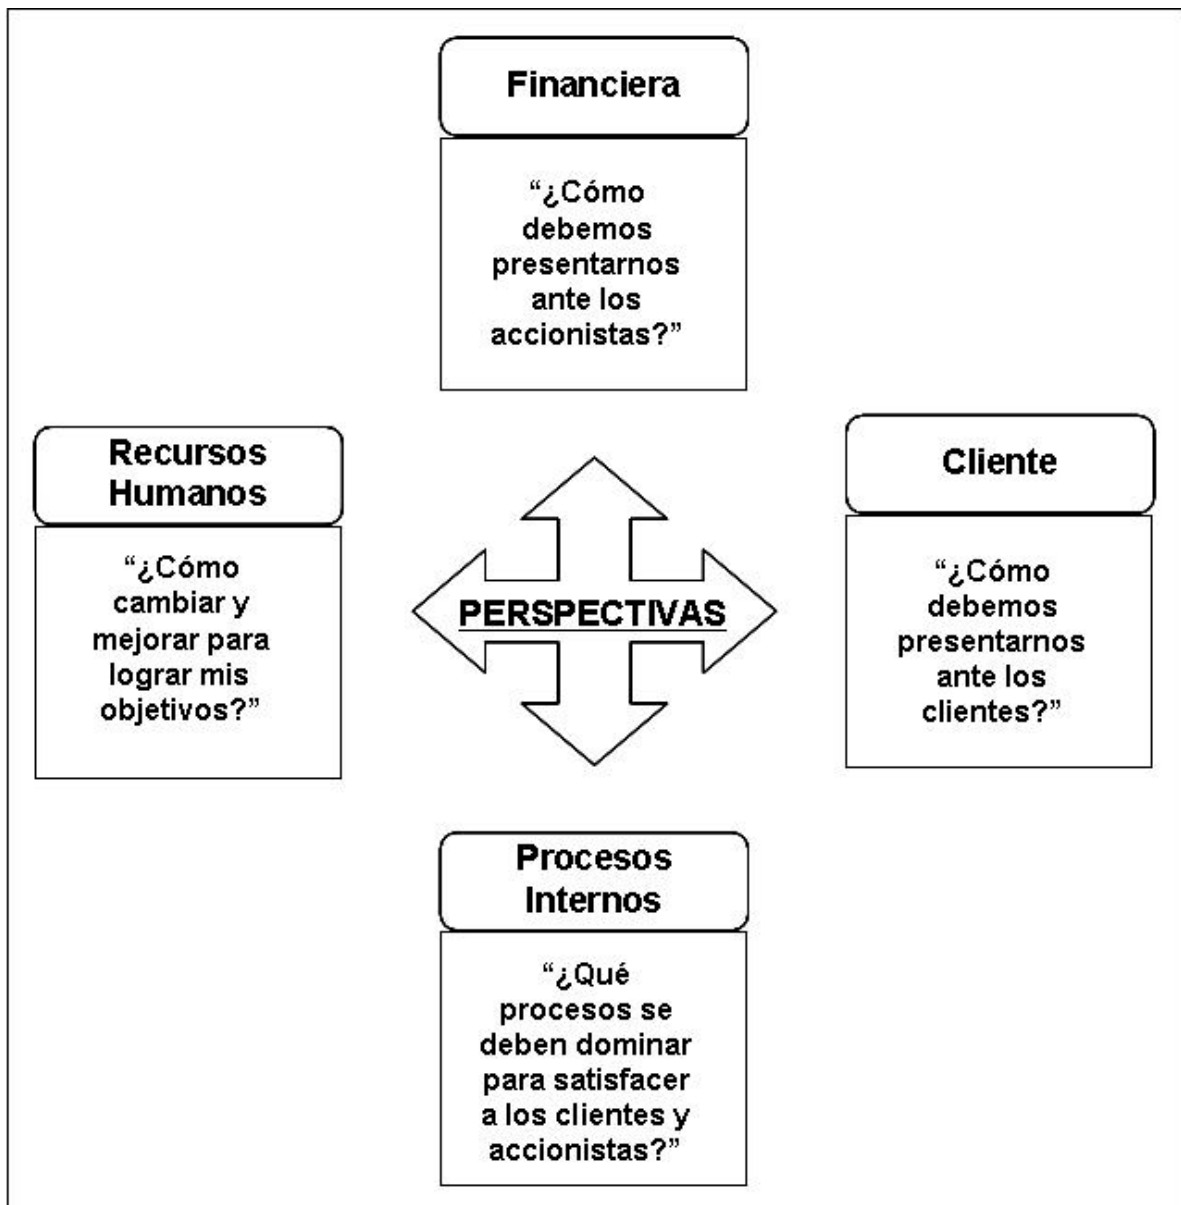 Financiera
“¿Cómo
debemos
presentarnos
ante los
accionistas?”
Recursos
Humanos
“¿Cómo
cambiar y
mejorar para
lograr mis
objetivos?”
PERSPECTIVAS
Cliente
“¿Cómo
debemos
presentarnos
ante los
clientes?”
Procesos
Internos
“¿Qué
procesos se
deben dominar
para satisfacer
a los clientes y
accionistas?”